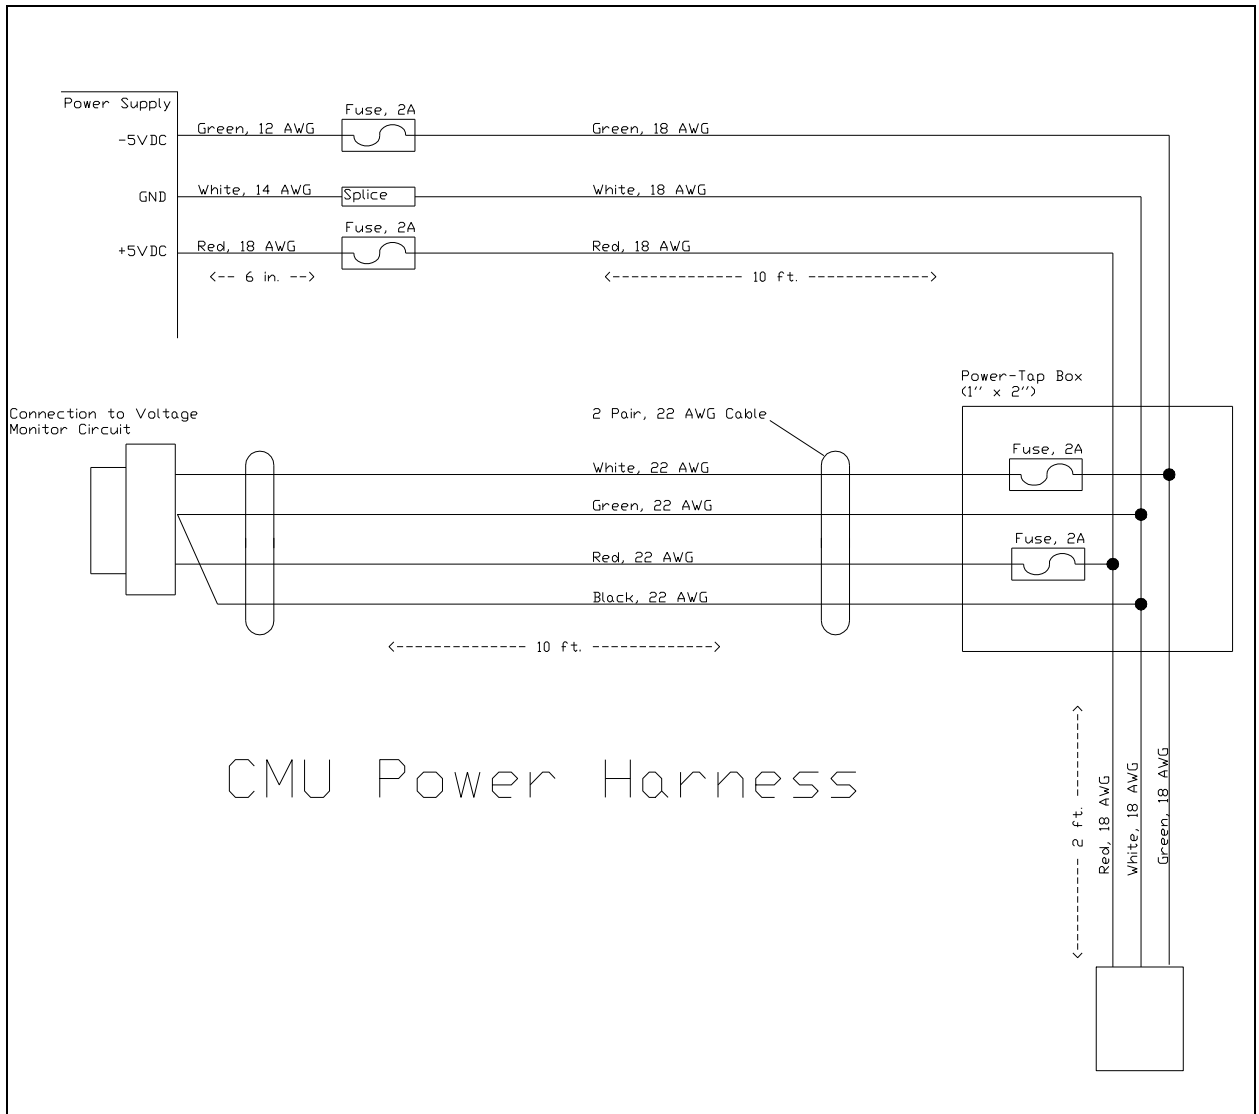 Power Supply
Fuse, 2A
-5VDC
Green, 12 AWG
Green, 18 AWG
GND
White, 14 AWG
Splice
White, 18 AWG
Fuse, 2A
+5VDC
Red, 18 AWG
Red, 18 AWG
<-- 6 in. -->
<------------- 10 ft. ------------->
Power-Tap Box
(1'' x 2'')
Connection to Voltage
Monitor Circuit
2 Pair, 22 AWG Cable
Fuse, 2A
White, 22 AWG
Green, 22 AWG
Fuse, 2A
Red, 22 AWG
Black, 22 AWG
<------------- 10 ft. ------------->
CMU Power Harness
<---------- 2 ft. ---------->
Red, 18 AWG
White, 18 AWG
Green, 18 AWG